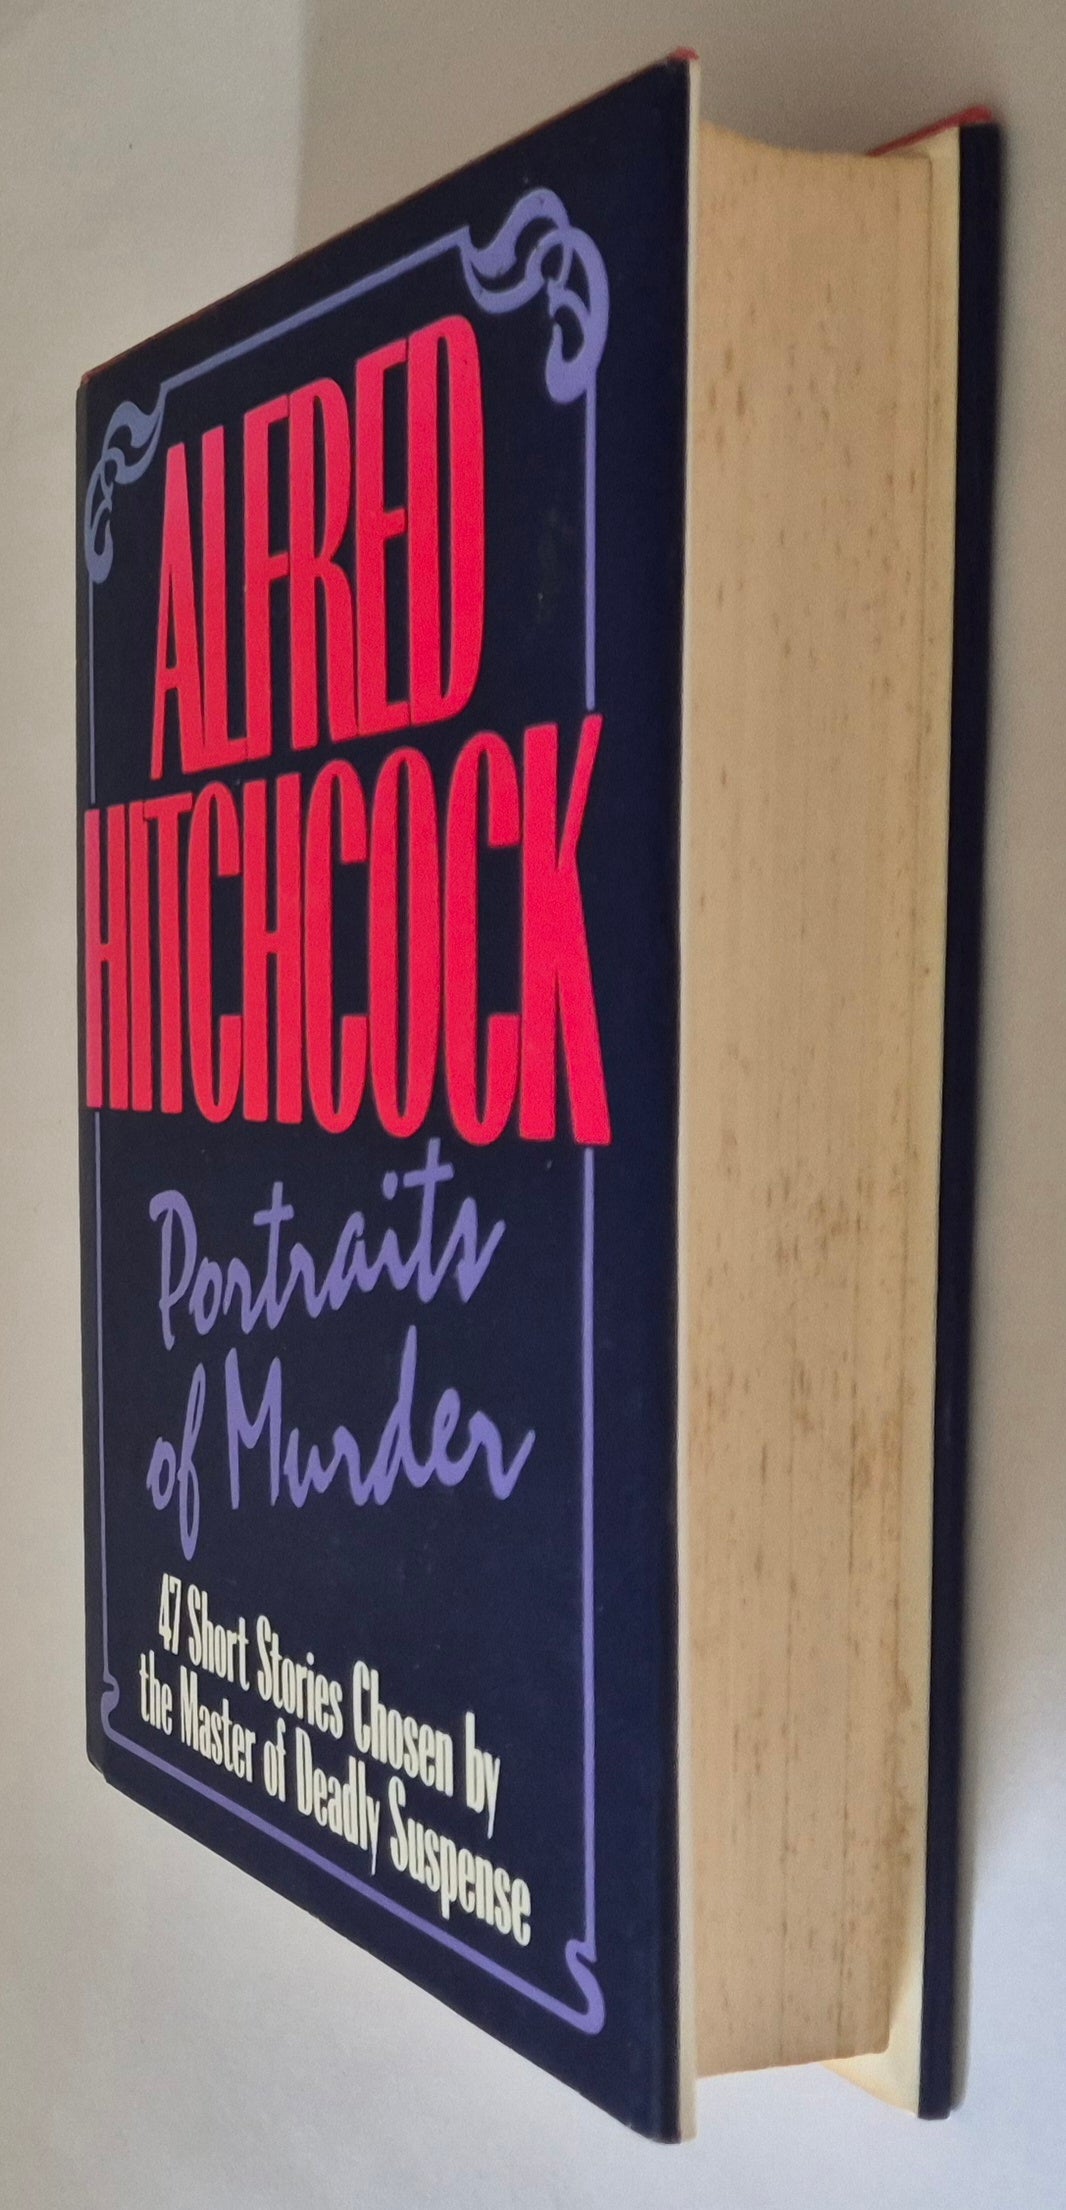 ALFRED
HITCHCOCK
Portraits
of Murder
47 Short Stories Chosen by
the Master of Deadly Suspense